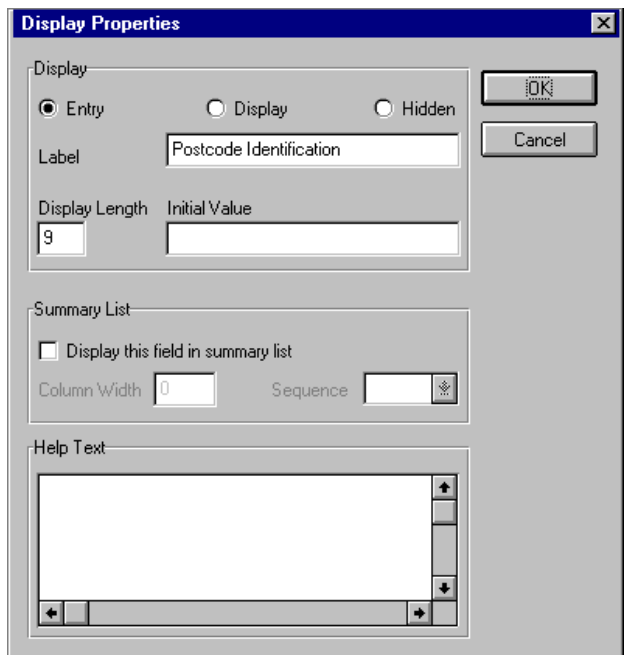 Display Properties
Display
OK
Entry Display Hidden
Cancel
Label Postcode Identification
Display Length Initial Value
9
Summary List
Display this field in summary list
Column Width 0 Sequence
Help Text